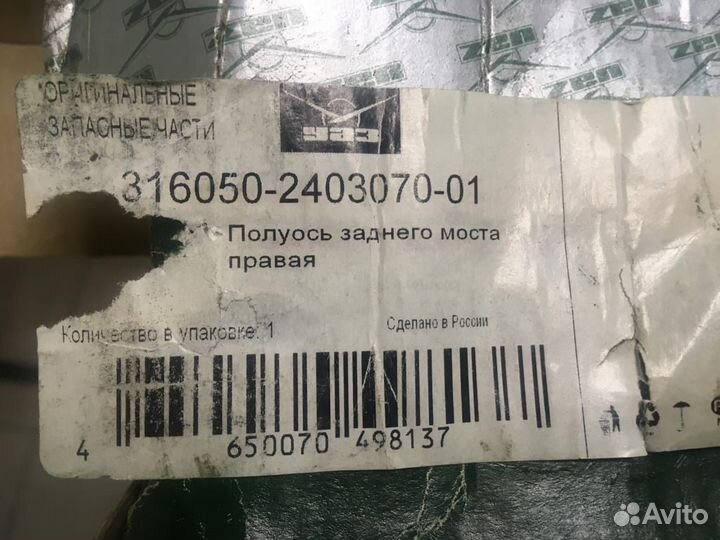 ОРИГИНАЛЬНЫЕ
ЗАПАСНЫЕ ЧАСТИ
УАЗ
316050-2403070-01
Полуось заднего моста
правая
Количество в упаковке: 1
Сделано в России
4 650070 498137
Avito